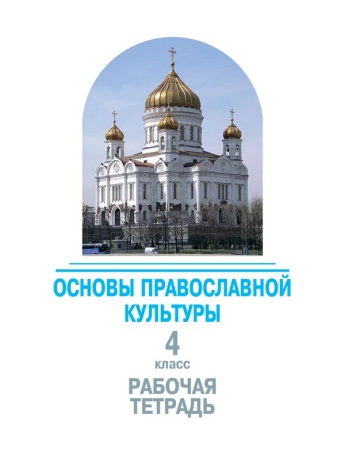 ОСНОВЫ ПРАВОСЛАВНОЙ
КУЛЬТУРЫ
4
класс
РАБОЧАЯ
ТЕТРАДЬ